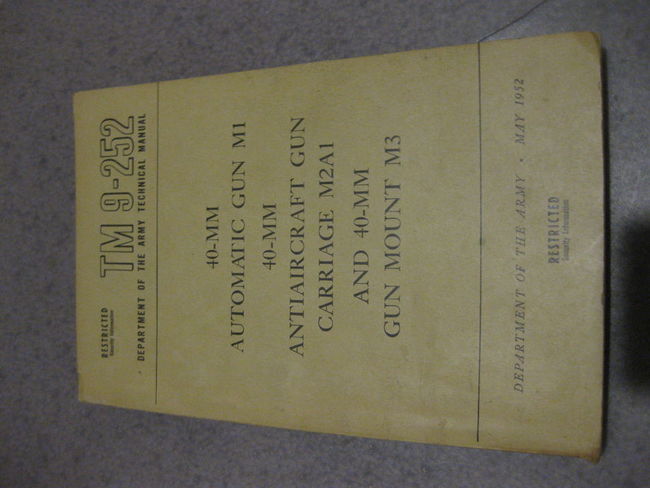 RESTRICTED
Security Information
TM 9-252
DEPARTMENT OF THE ARMY TECHNICAL MANUAL
40-MM
AUTOMATIC GUN M1
40-MM
ANTIAIRCRAFT GUN
CARRIAGE M2A1
AND 40-MM
GUN MOUNT M3
DEPARTMENT OF THE ARMY • MAY 1952
RESTRICTED
Security Information